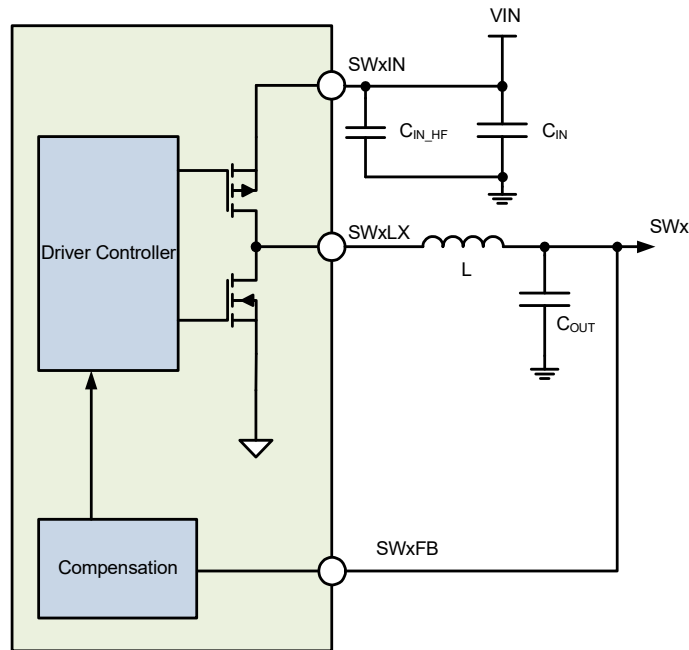 VIN
SWxIN
C_IN_HF
C_IN
Driver Controller
SWxLX
SWx
L
C_OUT
SWxFB
Compensation